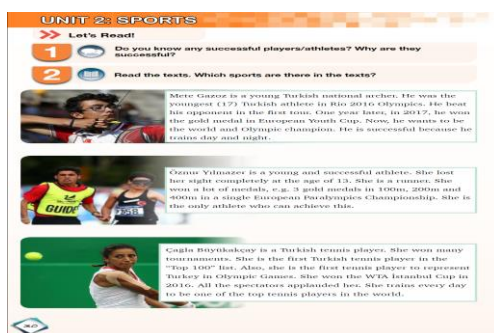 UNIT 2: SPORTS
Let's Read!
1
Do you know any successful players/athletes? Why are they
successful?
2
Read the texts. Which sports are there in the texts?
Mete Gazoz is a young Turkish national archer. He was the
youngest (17) Turkish athlete in Rio 2016 Olympics. He beat
his opponent in the first tour. One year later, in 2017, he won
the gold medal in European Youth Cup. Now, he wants to be
the world and Olympic champion. He is successful because he
trains day and night.
Öznur Yılmazer is a young and successful athlete. She lost
her sight completely at the age of 13. She is a runner. She
won a lot of medals, e.g. 3 gold medals in 100m, 200m and
400m in a single European Paralympics Championship. She is
the only athlete who can achieve this.
GUIDE
Çağla Büyükakçay is a Turkish tennis player. She won many
tournaments. She is the first Turkish tennis player in the
"Top 100" list. Also, she is the first tennis player to represent
Turkey in Olympic Games. She won the WTA İstanbul Cup in
2016. All the spectators applauded her. She trains every day
to be one of the top tennis players in the world.